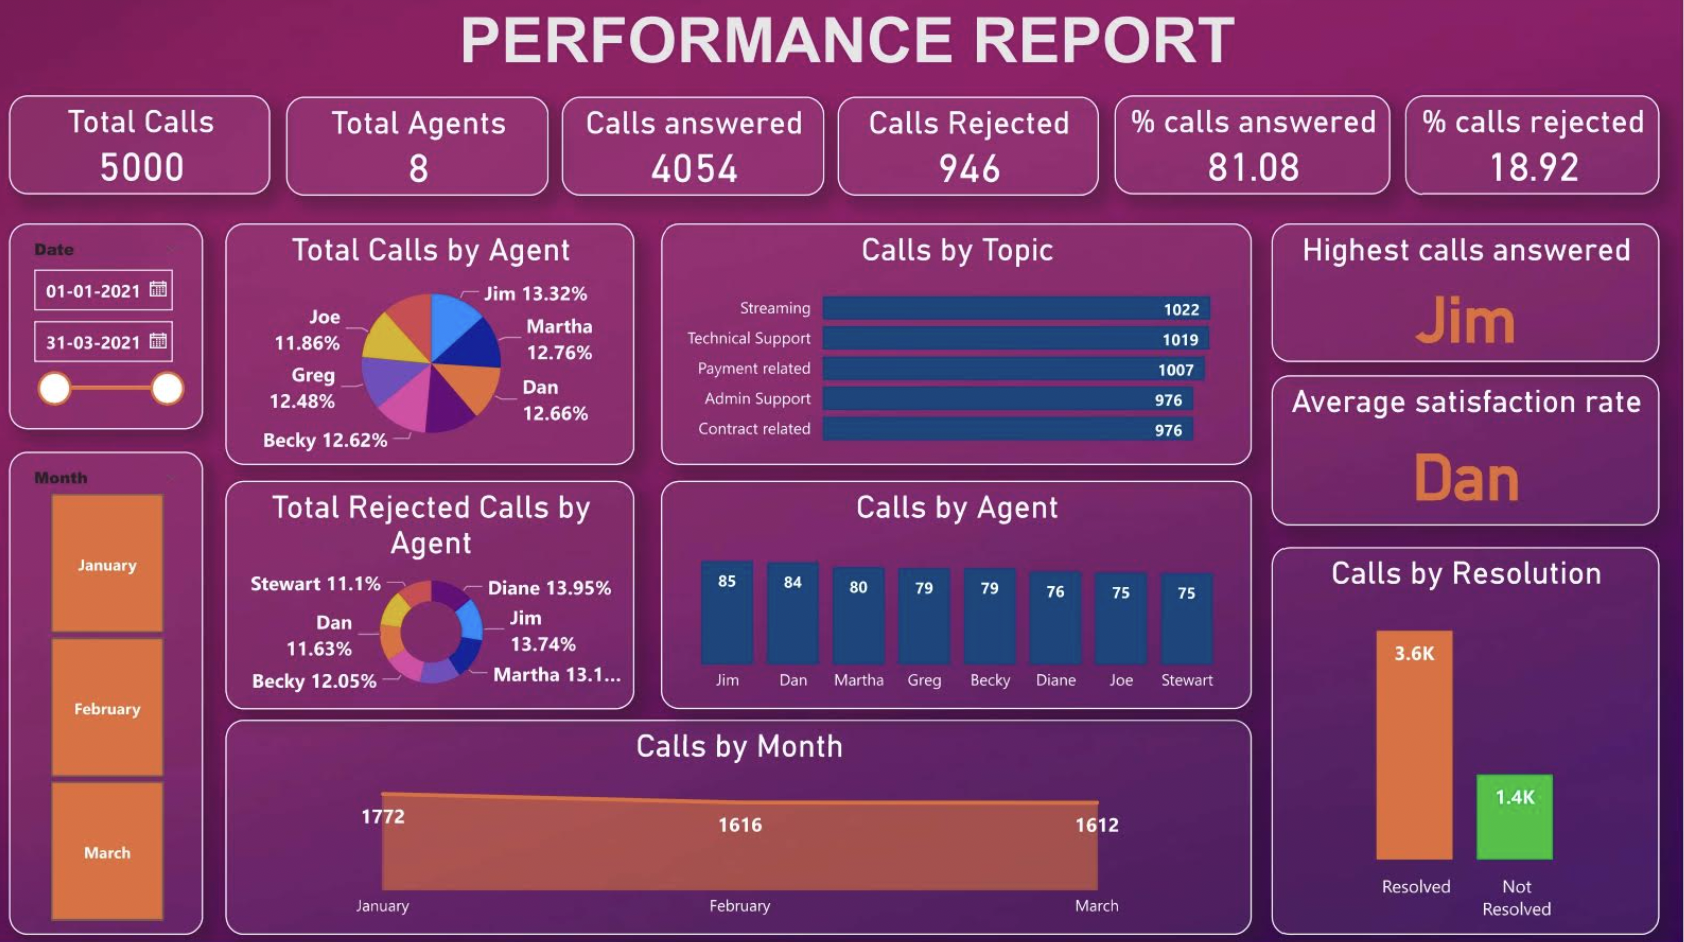 PERFORMANCE REPORT
Total Calls
5000
Total Agents
8
Calls answered
4054
Calls Rejected
946
% calls answered
81.08
% calls rejected
18.92
Date
01-01-2021
31-03-2021
Month
January
February
March
Total Calls by Agent
Jim 13.32%
Martha
12.76%
Dan
12.66%
Becky 12.62%
Greg
12.48%
Joe
11.86%
Calls by Topic
Streaming 1022
Technical Support 1019
Payment related 1007
Admin Support 976
Contract related 976
Highest calls answered
Jim
Average satisfaction rate
Dan
Total Rejected Calls by
Agent
Stewart 11.1%
Diane 13.95%
Jim
13.74%
Martha 13.1...
Becky 12.05%
Dan
11.63%
Calls by Agent
85 84 80 79 79 76 75 75
Jim Dan Martha Greg Becky Diane Joe Stewart
Calls by Resolution
3.6K
1.4K
Resolved
Not
Resolved
Calls by Month
1772 1616 1612
January February March